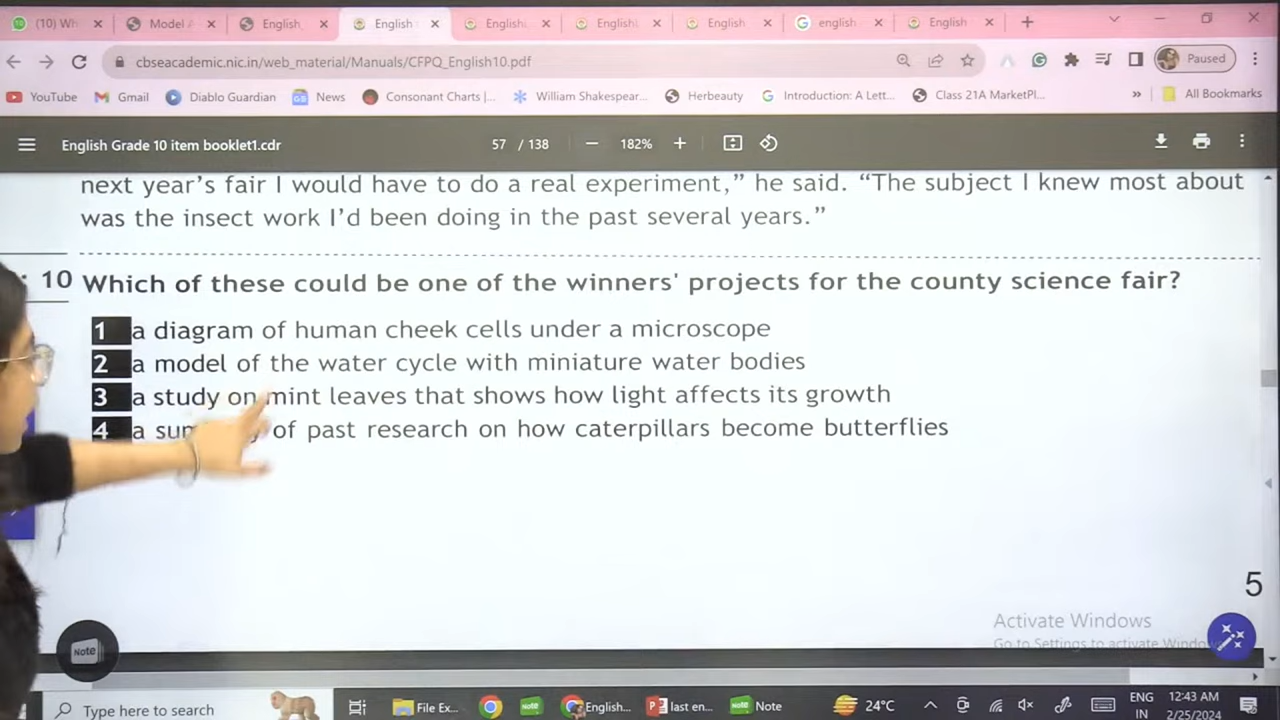 (10) Wh
Model
English
English
English
English
English
english
English
cbseacademic.nic.in/web_material/Manuals/CFPQ_English10.pdf
Paused
YouTube
Gmail
Diablo Guardian
News
Consonant Charts |...
William Shakespear...
Herbeauty
Introduction: A Lett...
Class 21A MarketPl...
»
All Bookmarks
English Grade 10 item booklet1.cdr
57 / 138
182%
next year's fair I would have to do a real experiment,” he said. “The subject I knew most about
was the insect work I'd been doing in the past several years.”
10 Which of these could be one of the winners' projects for the county science fair?
1 a diagram of human cheek cells under a microscope
2 a model of the water cycle with miniature water bodies
3 a study on mint leaves that shows how light affects its growth
4 a of past research on how caterpillars become butterflies
5
Activate Windows
Go to Settings to activate Windo
Note
Type here to search
File Ex...
English...
last en...
Note
24°C
ENG
IN
12:43 AM
2/25/2024